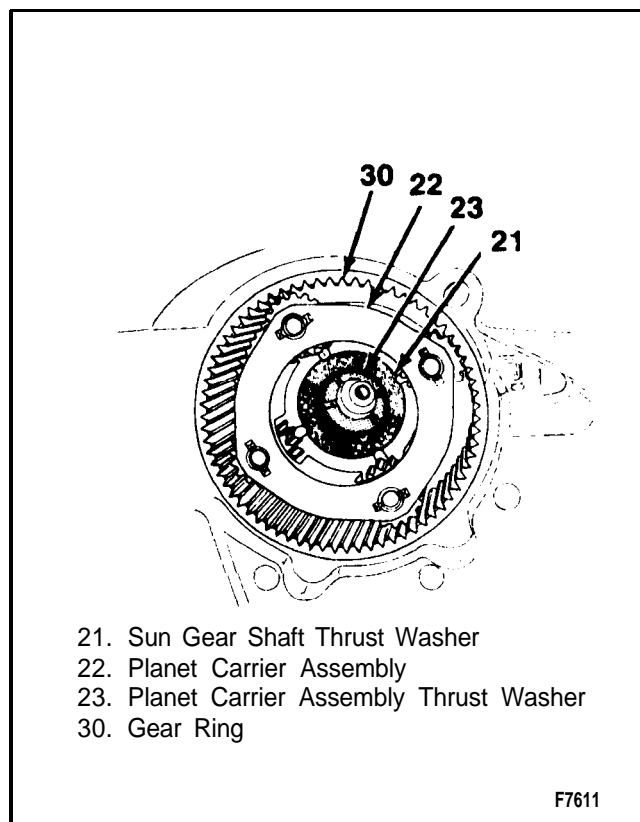 30 22
23
21
21. Sun Gear Shaft Thrust Washer
22. Planet Carrier Assembly
23. Planet Carrier Assembly Thrust Washer
30. Gear Ring
F7611